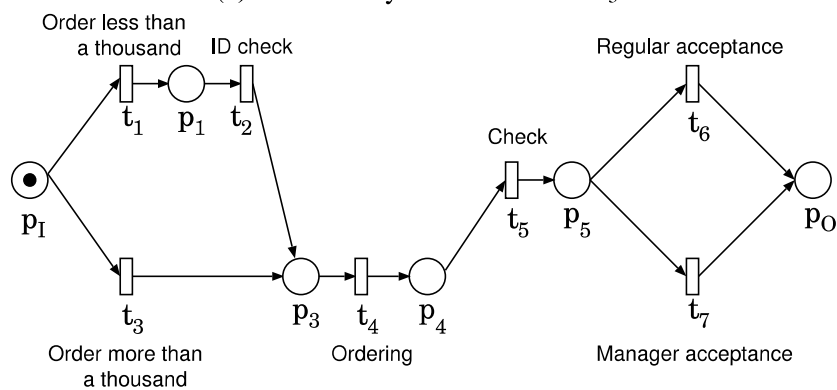 Order less than
a thousand
ID check
Regular acceptance
t1
p1
t2
Check
t6
pI
t5
p5
pO
t3
p3
t4
p4
t7
Order more than
a thousand
Ordering
Manager acceptance